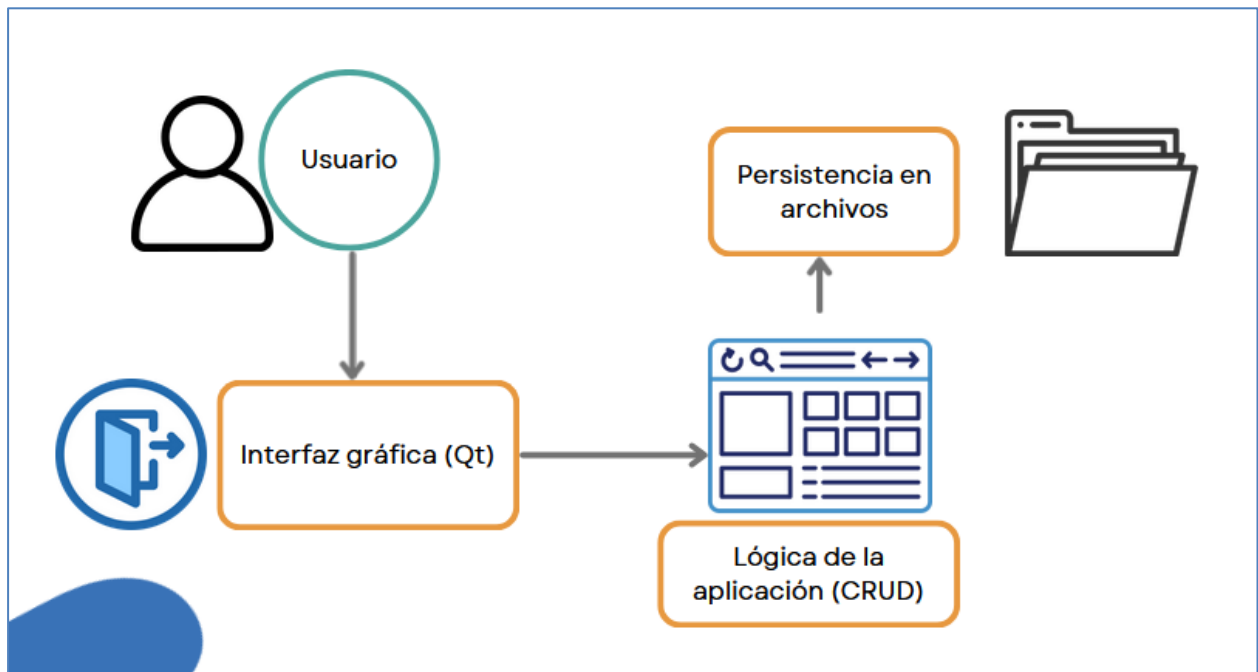 Usuario
Interfaz gráfica (Qt)
Lógica de la
aplicación (CRUD)
Persistencia en
archivos